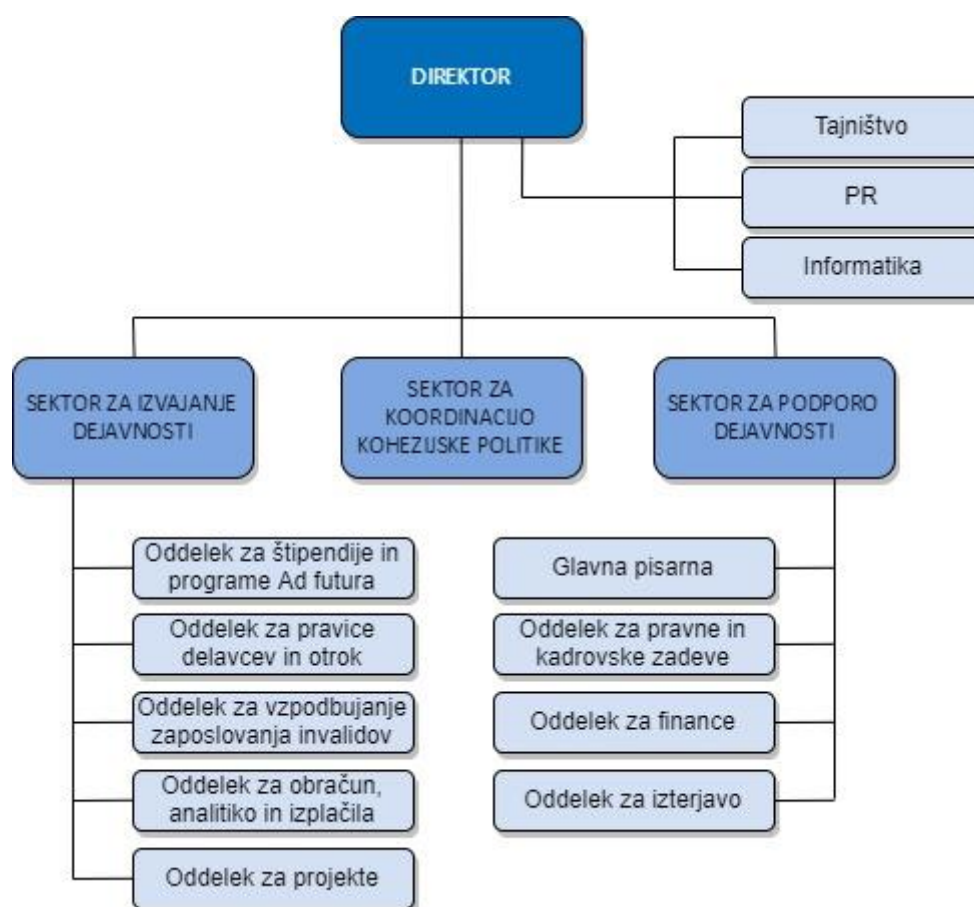 DIREKTOR
Tajništvo
PR
Informatika
SEKTOR ZA IZVAJANJE
DEJAVNOSTI
SEKTOR ZA
KOORDINACIJO
KOHEZIJSKE POLITIKE
SEKTOR ZA PODPORO
DEJAVNOSTI
Oddelek za štipendije in
programe Ad futura
Oddelek za pravice
delavcev in otrok
Oddelek za vzpodbujanje
zaposlovanja invalidov
Oddelek za obračun,
analitiko in izplačila
Oddelek za projekte
Glavna pisarna
Oddelek za pravne in
kadrovske zadeve
Oddelek za finance
Oddelek za izterjavo